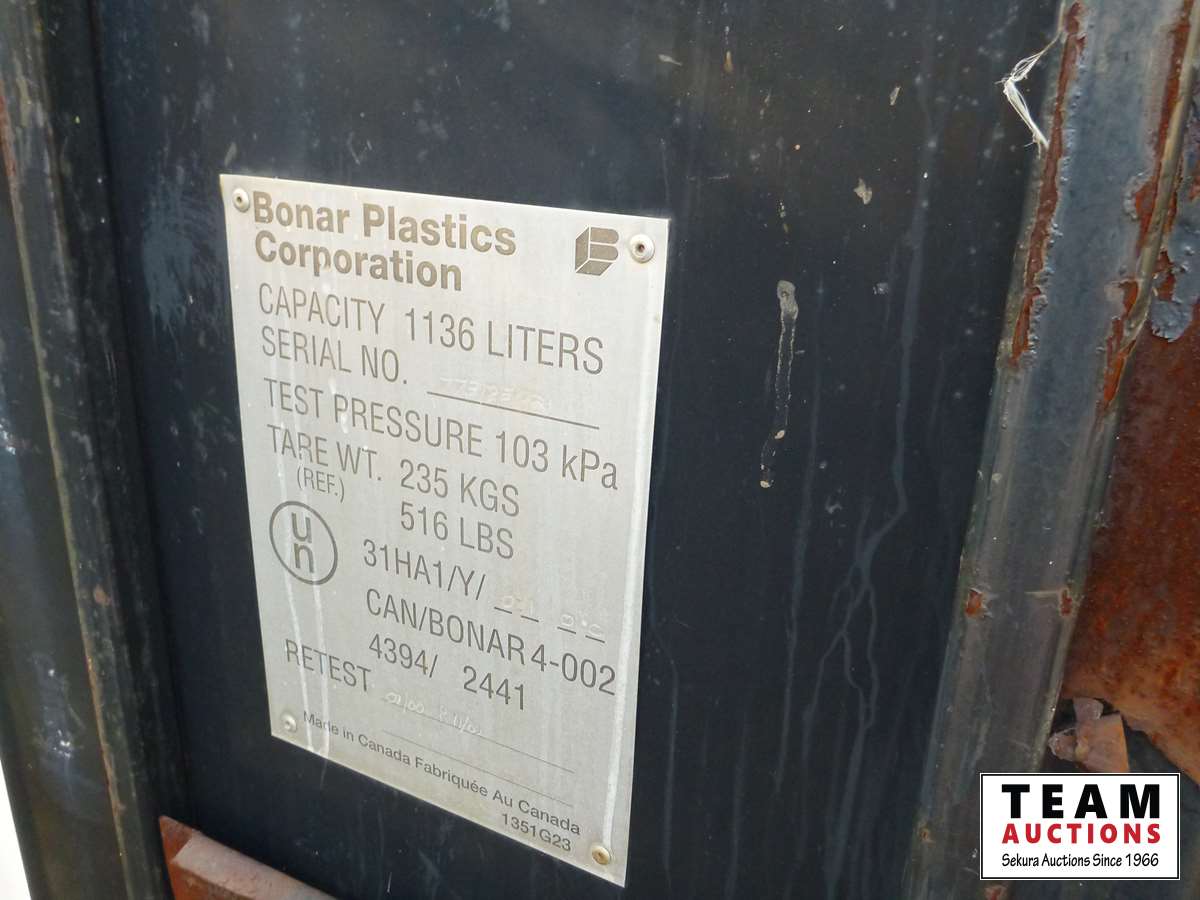 Bonar Plastics
Corporation
CAPACITY 1136 LITERS
SERIAL NO.
TEST PRESSURE 103 kPa
TARE WT. 235 KGS
(REF.) 516 LBS
un
31HA1/Y/
CAN/BONAR 4-002
4394/ 2441
RETEST
Made in Canada Fabriquée Au Canada
1351G23
TEAM
AUCTIONS
Sekura Auctions Since 1966